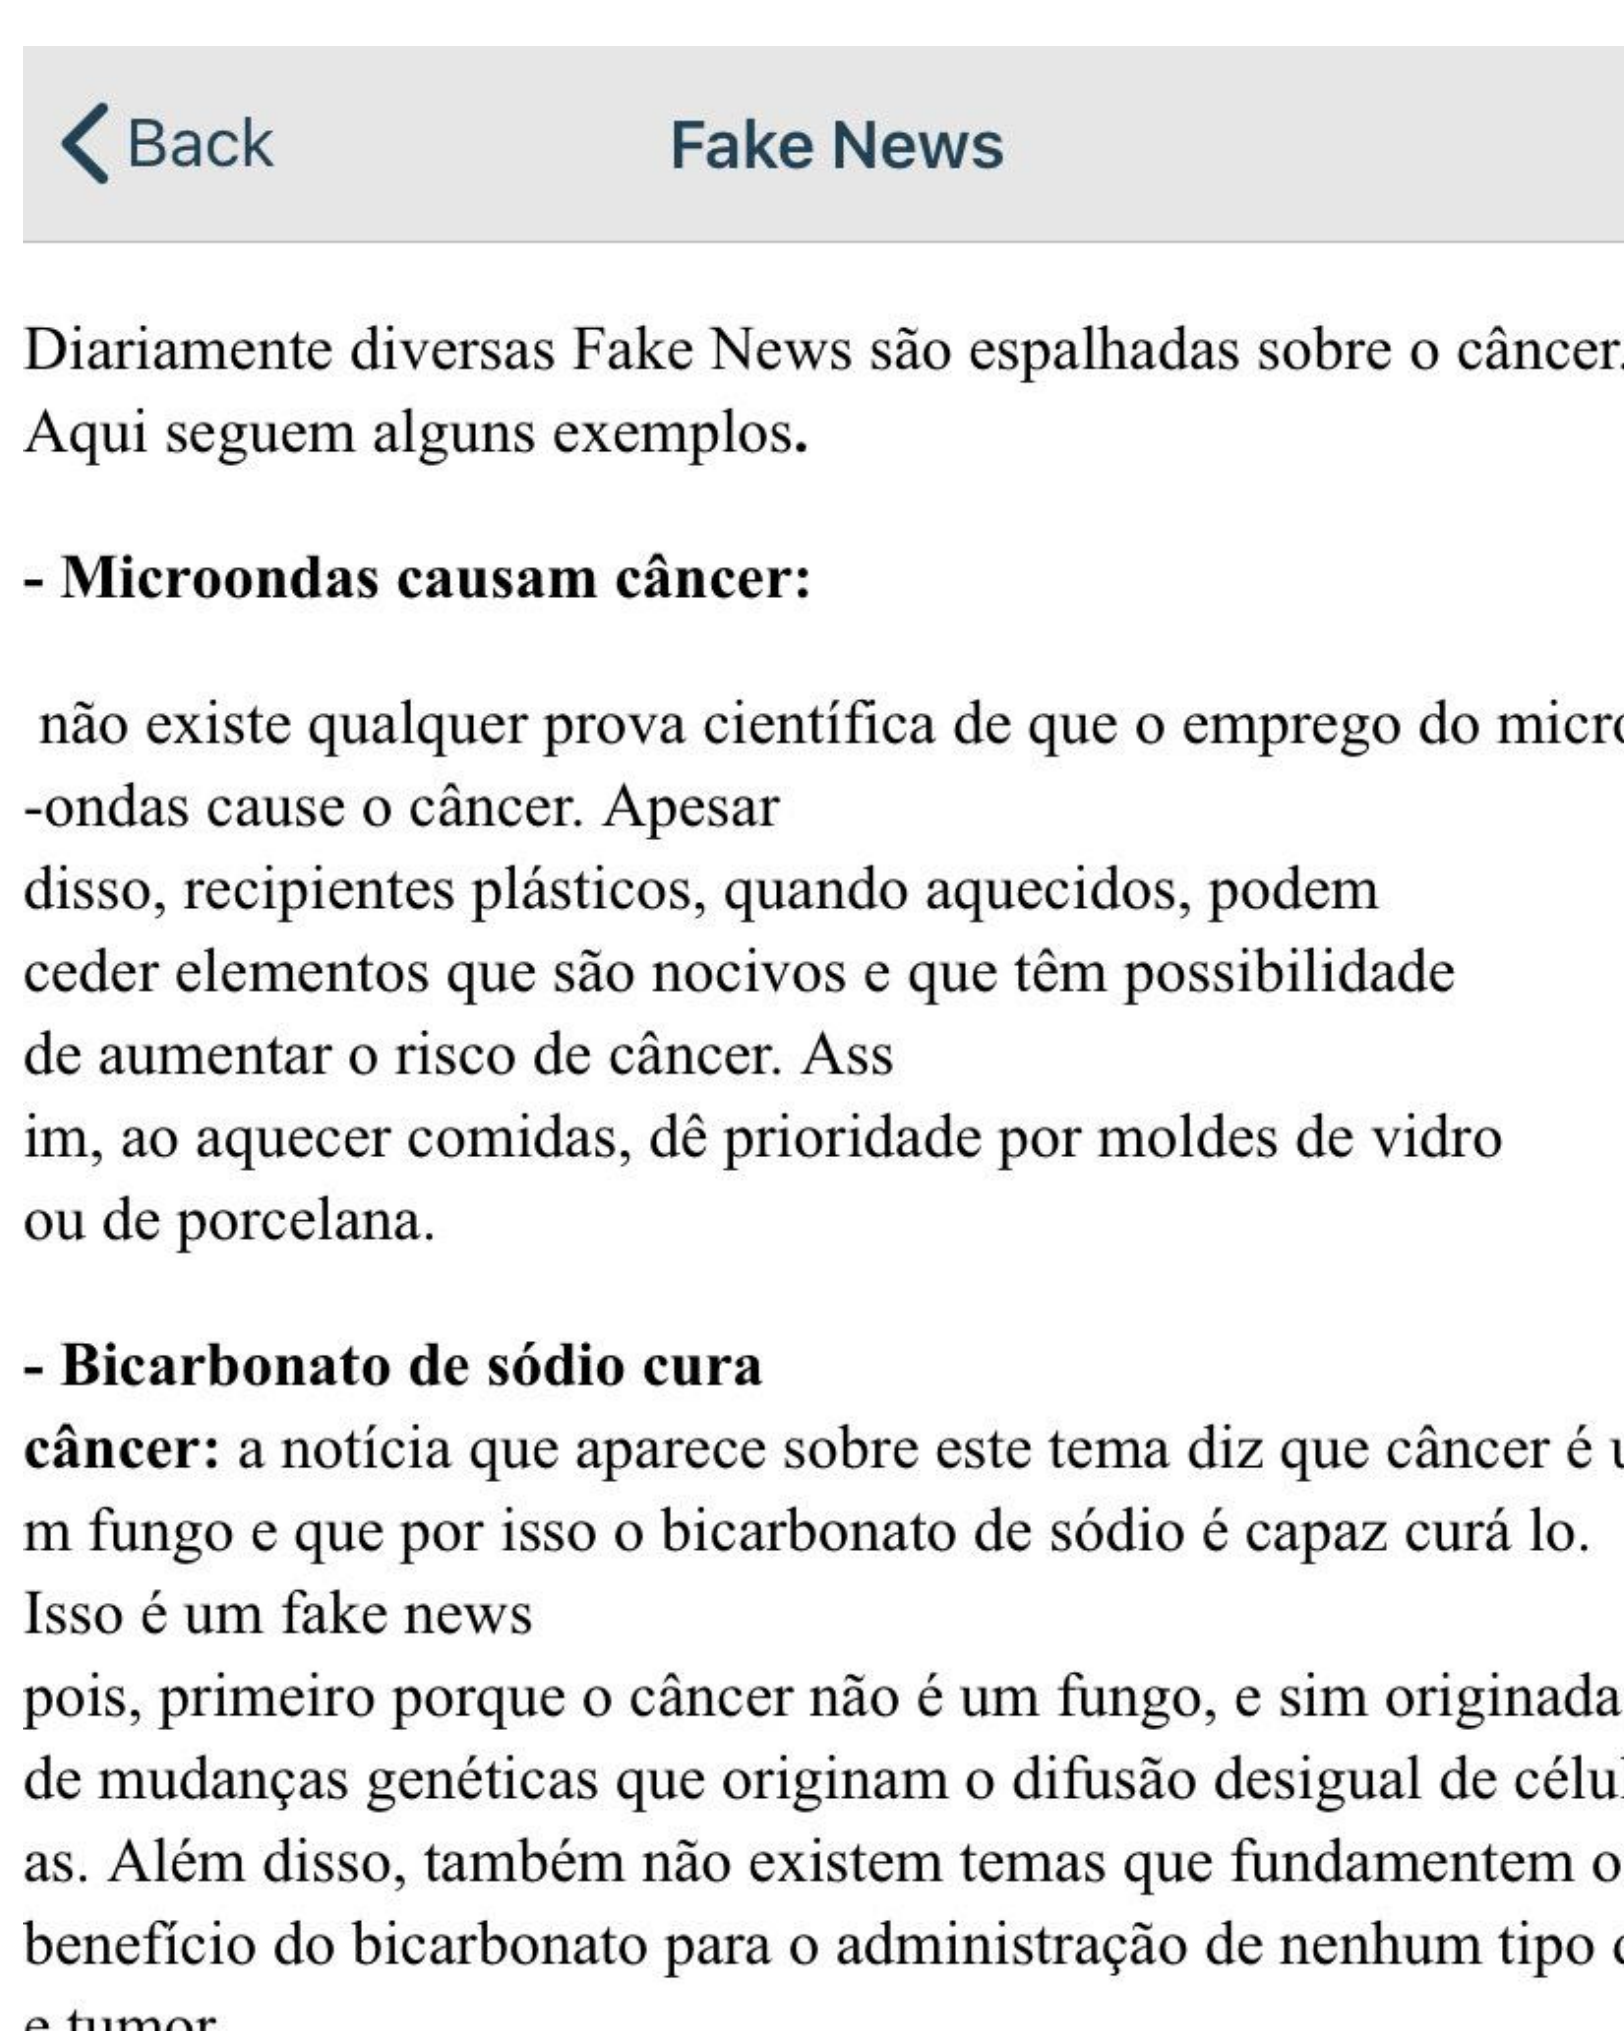 Back
Fake News
Diariamente diversas Fake News são espalhadas sobre o câncer.
Aqui seguem alguns exemplos.
- Microondas causam câncer:
não existe qualquer prova científica de que o emprego do micro
-ondas cause o câncer. Apesar
disso, recipientes plásticos, quando aquecidos, podem
ceder elementos que são nocivos e que têm possibilidade
de aumentar o risco de câncer. Ass
im, ao aquecer comidas, dê prioridade por moldes de vidro
ou de porcelana.
- Bicarbonato de sódio cura
câncer: a notícia que aparece sobre este tema diz que câncer é u
m fungo e que por isso o bicarbonato de sódio é capaz curá lo.
Isso é um fake news
pois, primeiro porque o câncer não é um fungo, e sim originada
de mudanças genéticas que originam o difusão desigual de célul
as. Além disso, também não existem temas que fundamentem o
benefício do bicarbonato para o administração de nenhum tipo d
e tumor